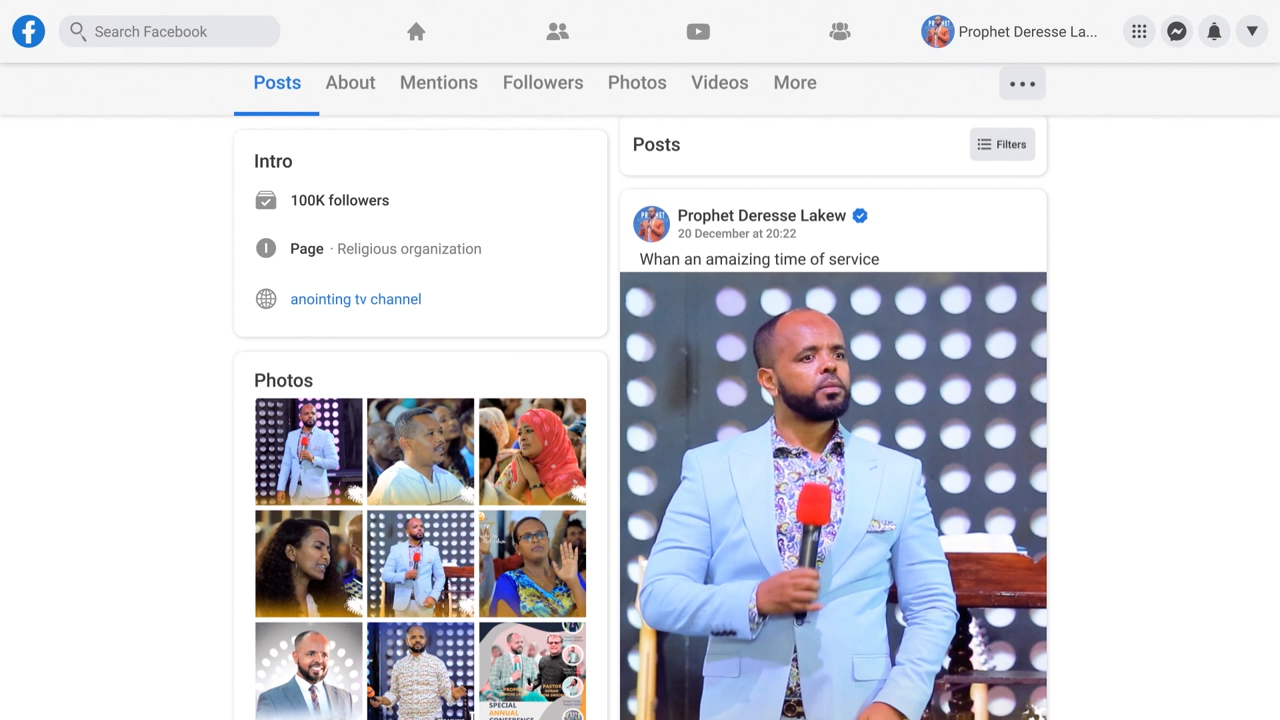 Search Facebook
Prophet Deresse La...
Posts
About
Mentions
Followers
Photos
Videos
More
Intro
100K followers
Page · Religious organization
anointing tv channel
Photos
SPECIAL
ANNUAL
CONFERENCE
Posts
Filters
Prophet Deresse Lakew
20 December at 20:22
Whan an amaizing time of service